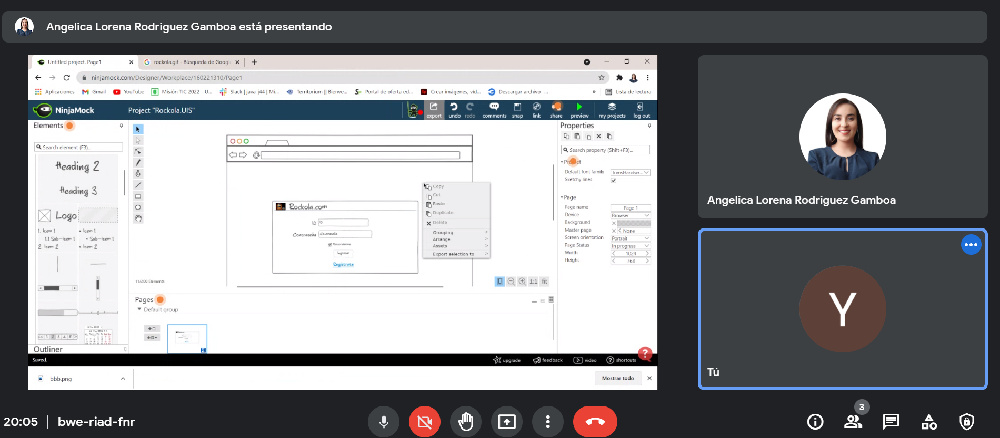 Angelica Lorena Rodriguez Gamboa está presentando
Untitled project, Page1
rockola.gif - Búsqueda de Googl
ninjamock.com/Designer/Workplace/160221310/Page1
Aplicaciones
Gmail
YouTube
Misión TIC 2022 - U...
Slack | java-j44 | Mi...
Territorium || Bienve...
Portal de oferta ed...
Crear imágenes, víd...
Descargar archivo -...
»
Lista de lectura
NinjaMock
Project "Rockola.UIS"
export
undo
redo
comments
snap
link
share
preview
my projects
log out
Elements
Search element (F3)...
Heading 2
Heading 3
Logo
1. Item 1
1.1 Sub-Item 1
2. Item 2
• Item 1
• Sub-Item 1
• Item 2
<< 1 2 3 4 5 >
Outliner
Rockola.com
ID
ID
Contraseña
Contraseña
Recordarme
Ingresar
Registrate
Copy
Cut
Paste
Duplicate
Delete
Grouping >
Arrange >
Assets >
Export selection to >
11/200 Elements
1:1
fit
Pages
Default group
Properties
Search property (Shift+F3)...
Project
Default font family
TomsHandwr...
Sketchy lines
Page
Page name
Page 1
Device
Browser
Background
Master page
None
Screen orientation
Portrait
Page Status
In progress
Width
1024
Height
768
Saved.
upgrade
feedback
video
shortcuts
?
bbb.png
Mostrar todo
Angelica Lorena Rodriguez Gamboa
Y
Tú
20:05 | bwe-riad-fnr
3